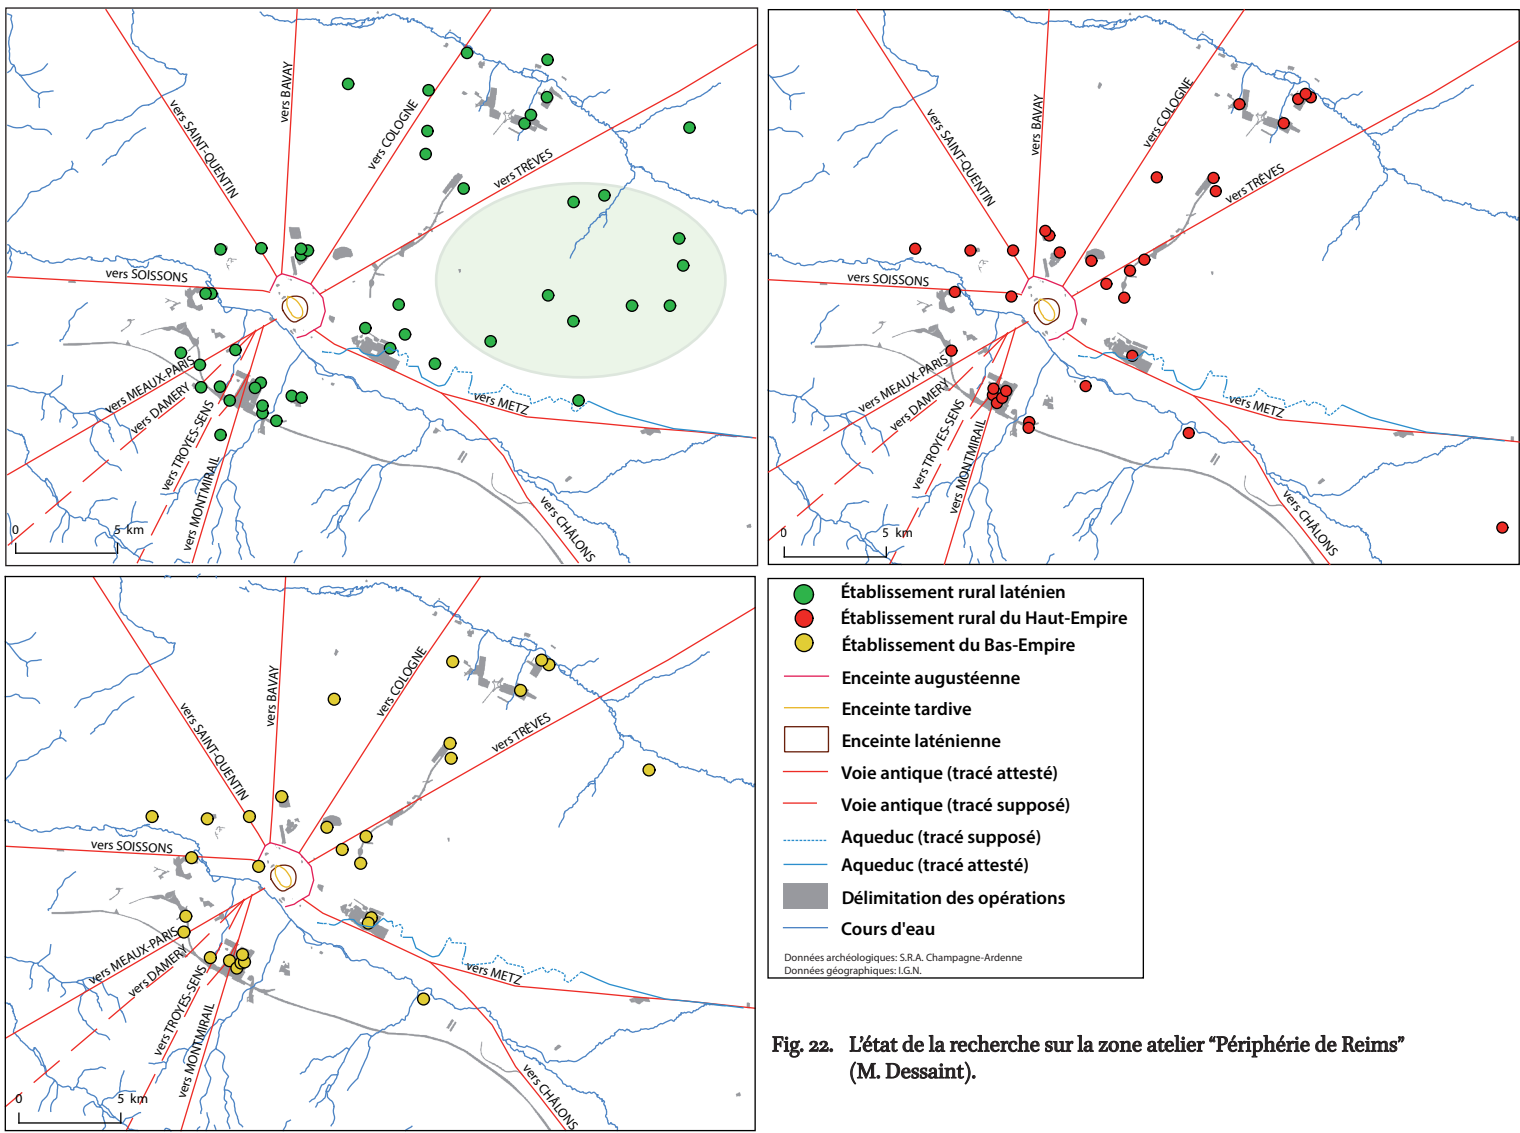 vers SAINT-QUENTIN
vers BAVAY
vers COLOGNE
vers TRÊVES
vers SOISSONS
vers MEAUX-PARIS
vers DAMERY
vers TROYES-SENS
vers MONTMIRAIL
vers METZ
vers CHÂLONS
0 5 km
vers SAINT-QUENTIN
vers BAVAY
vers COLOGNE
vers TRÊVES
vers SOISSONS
vers MEAUX-PARIS
vers DAMERY
vers TROYES-SENS
vers MONTMIRAIL
vers METZ
vers CHÂLONS
0 5 km
vers SAINT-QUENTIN
vers BAVAY
vers COLOGNE
vers TRÊVES
vers SOISSONS
vers MEAUX-PARIS
vers DAMERY
vers TROYES-SENS
vers MONTMIRAIL
vers METZ
vers CHÂLONS
0 5 km
Établissement rural laténien
Établissement rural du Haut-Empire
Établissement du Bas-Empire
Enceinte augustéenne
Enceinte tardive
Enceinte laténienne
Voie antique (tracé attesté)
Voie antique (tracé supposé)
Aqueduc (tracé supposé)
Aqueduc (tracé attesté)
Délimitation des opérations
Cours d'eau
Données archéologiques: S.R.A. Champagne-Ardenne
Données géographiques: I.G.N.
Fig. 22. L'état de la recherche sur la zone atelier “Périphérie de Reims”
(M. Dessaint).